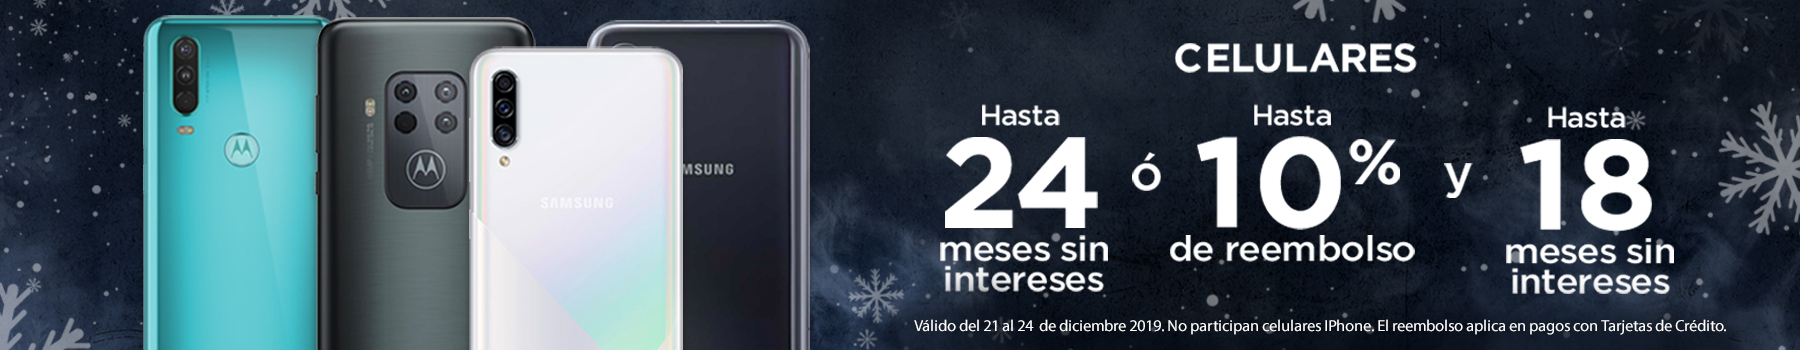 CELULARES
Hasta
24
meses sin
intereses
ó
Hasta
10%
de reembolso
y
Hasta
18
meses sin
intereses
Válido del 21 al 24 de diciembre 2019. No participan celulares IPhone. El reembolso aplica en pagos con Tarjetas de Crédito.
SAMSUNG
MSUNG